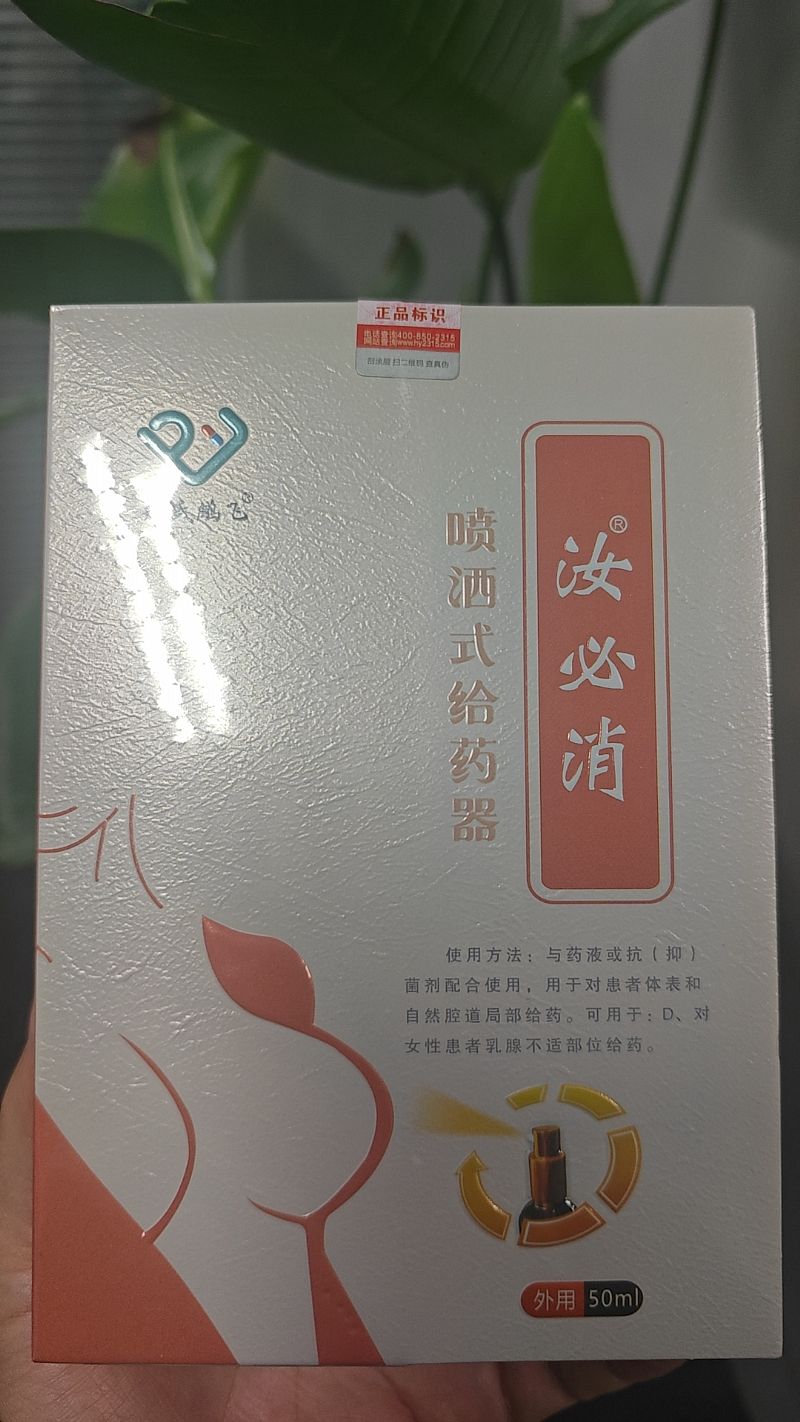 正品标识
电话查询400-850-2315
网站查询www.hy2315.com
刮涂层 扫二维码 查真伪
鹏飞®
汝必消®
喷洒式给药器
使用方法：与药液或抗（抑）
菌剂配合使用，用于对患者体表和
自然腔道局部给药。可用于：D、对
女性患者乳腺不适部位给药。
外用 50ml